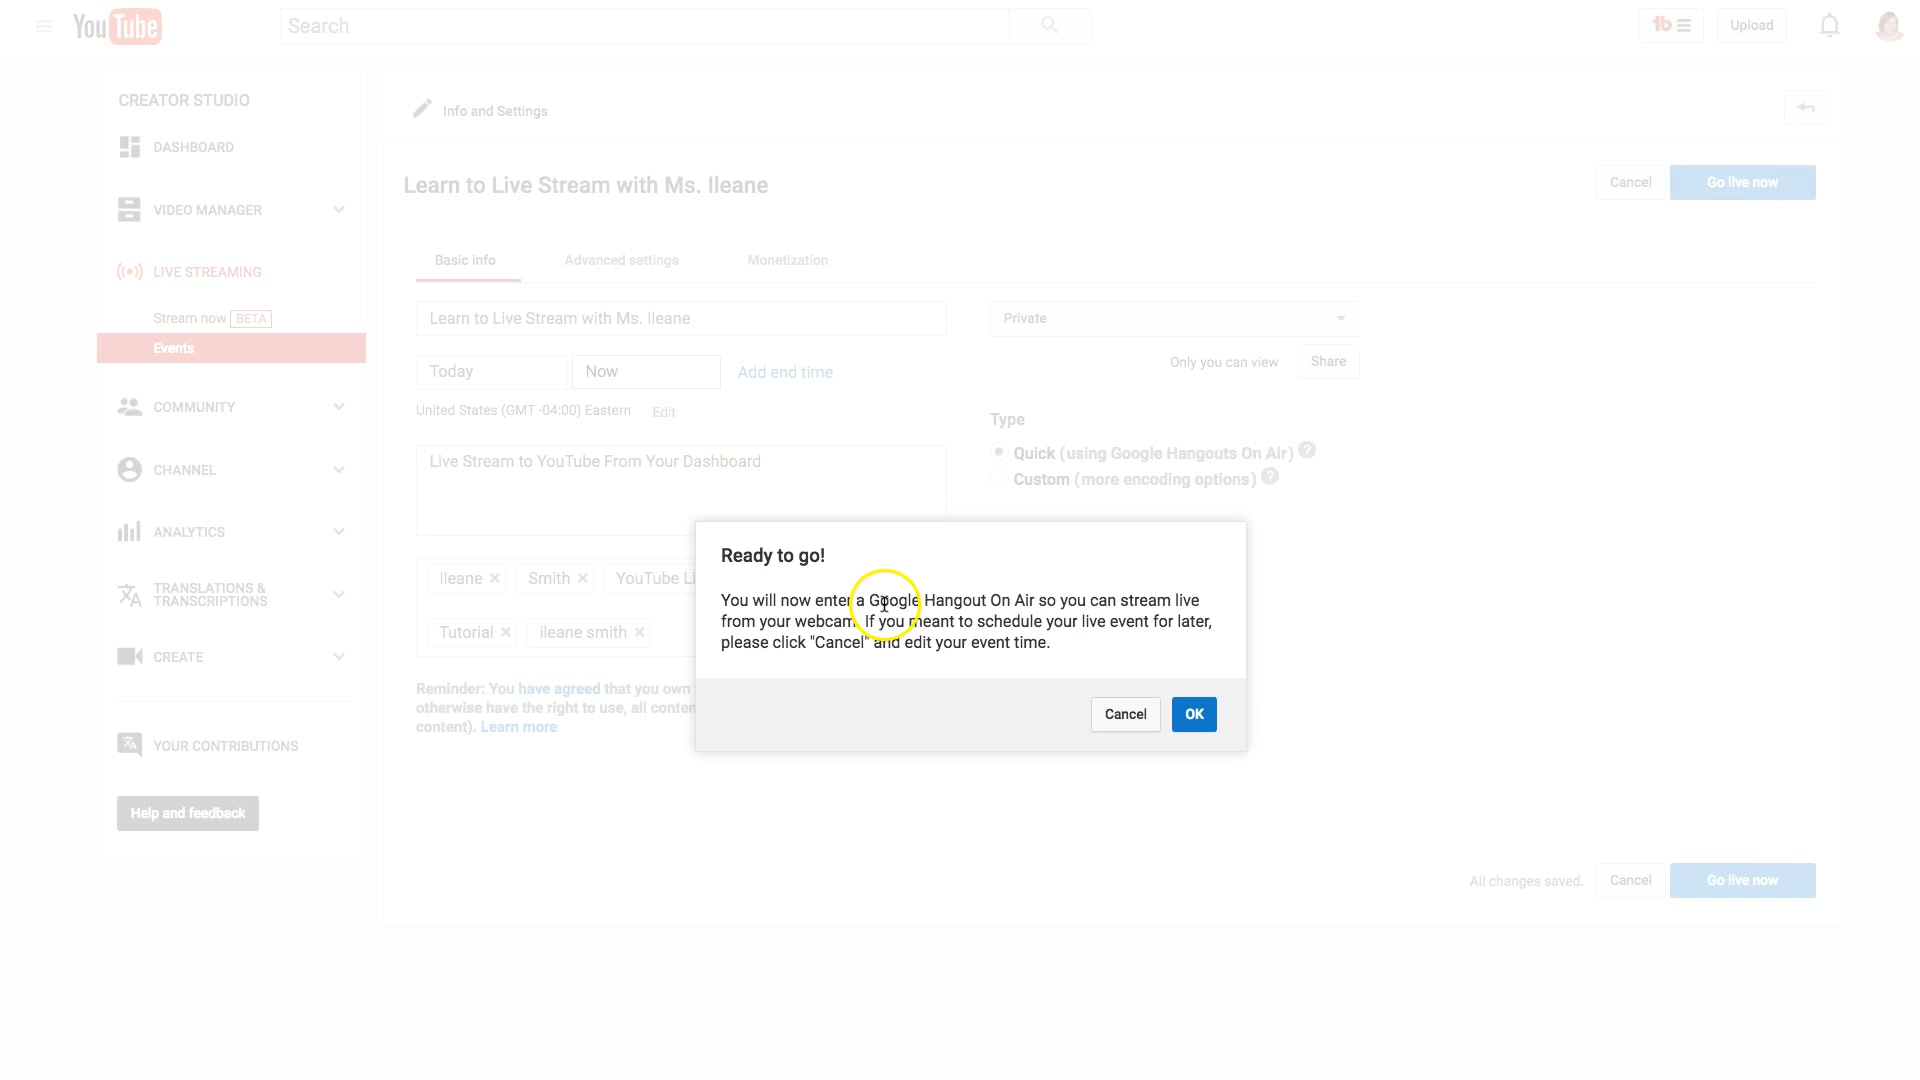 YouTube
Search
Upload
CREATOR STUDIO
DASHBOARD
VIDEO MANAGER
LIVE STREAMING
Stream now BETA
Events
COMMUNITY
CHANNEL
ANALYTICS
TRANSLATIONS &
TRANSCRIPTIONS
CREATE
YOUR CONTRIBUTIONS
Help and feedback
Info and Settings
Learn to Live Stream with Ms. Ileane
Cancel
Go live now
Basic info
Advanced settings
Monetization
Learn to Live Stream with Ms. Ileane
Private
Today
Now
Add end time
Only you can view
Share
United States (GMT -04:00) Eastern
Edit
Type
Quick (using Google Hangouts On Air) ?
Custom (more encoding options) ?
Live Stream to YouTube From Your Dashboard
Ileane ×
Smith ×
YouTube Li
Tutorial ×
ileane smith ×
Reminder: You have agreed that you own
otherwise have the right to use, all conten
content). Learn more
Ready to go!
You will now enter a Google Hangout On Air so you can stream live
from your webcam. If you meant to schedule your live event for later,
please click "Cancel" and edit your event time.
Cancel
OK
All changes saved.
Cancel
Go live now